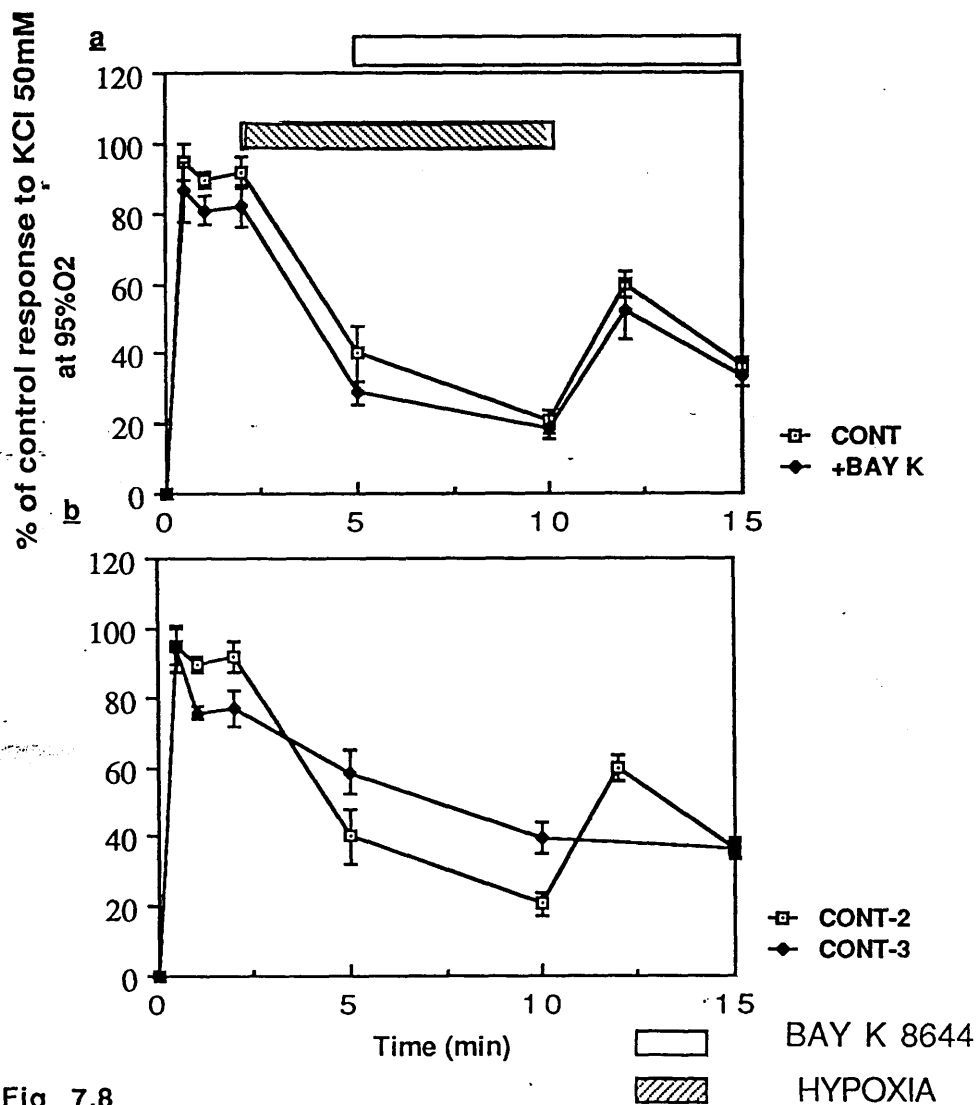 a
% of control response to KCl 50mM
at 95%O2
120
100
80
60
40
20
0
0 5 10 15
CONT
+BAY K
b
120
100
80
60
40
20
0
0 5 10 15
CONT-2
CONT-3
Time (min)
BAY K 8644
HYPOXIA
Fig 7.8